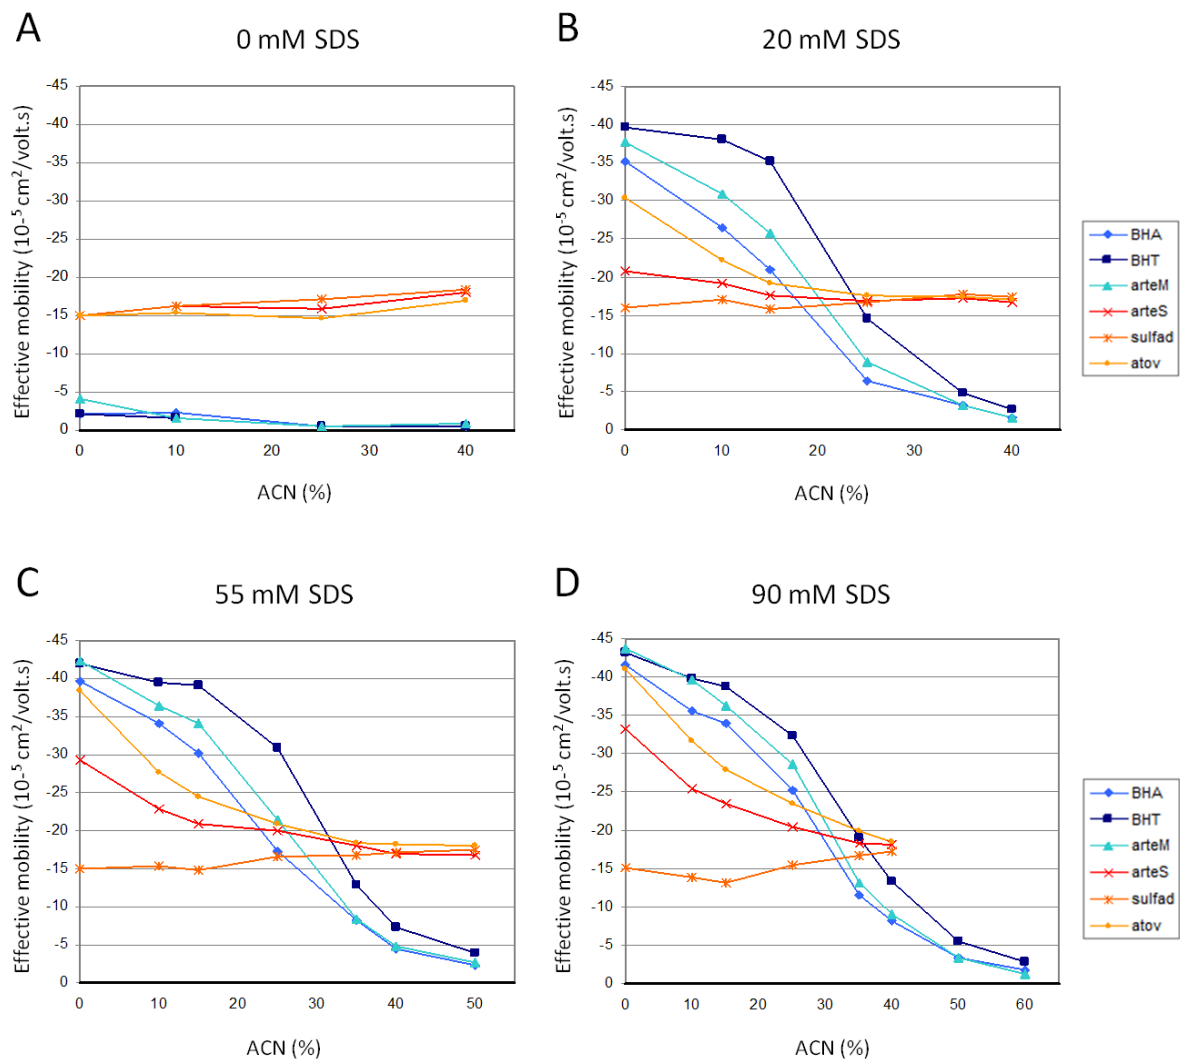 A
0 mM SDS
Effective mobility (10-⁵ cm²/volt.s)
-45
-40
-35
-30
-25
-20
-15
-10
-5
0
0 10 20 30 40
ACN (%)
B
20 mM SDS
Effective mobility (10-⁵ cm²/volt.s)
-45
-40
-35
-30
-25
-20
-15
-10
-5
0
0 10 20 30 40
ACN (%)
BHA
BHT
arteM
arteS
sulfad
atov
C
55 mM SDS
Effective mobility (10-⁵ cm²/volt.s)
-45
-40
-35
-30
-25
-20
-15
-10
-5
0
0 10 20 30 40 50
ACN (%)
D
90 mM SDS
Effective mobility (10-⁵ cm²/volt.s)
-45
-40
-35
-30
-25
-20
-15
-10
-5
0
0 10 20 30 40 50 60
ACN (%)
BHA
BHT
arteM
arteS
sulfad
atov